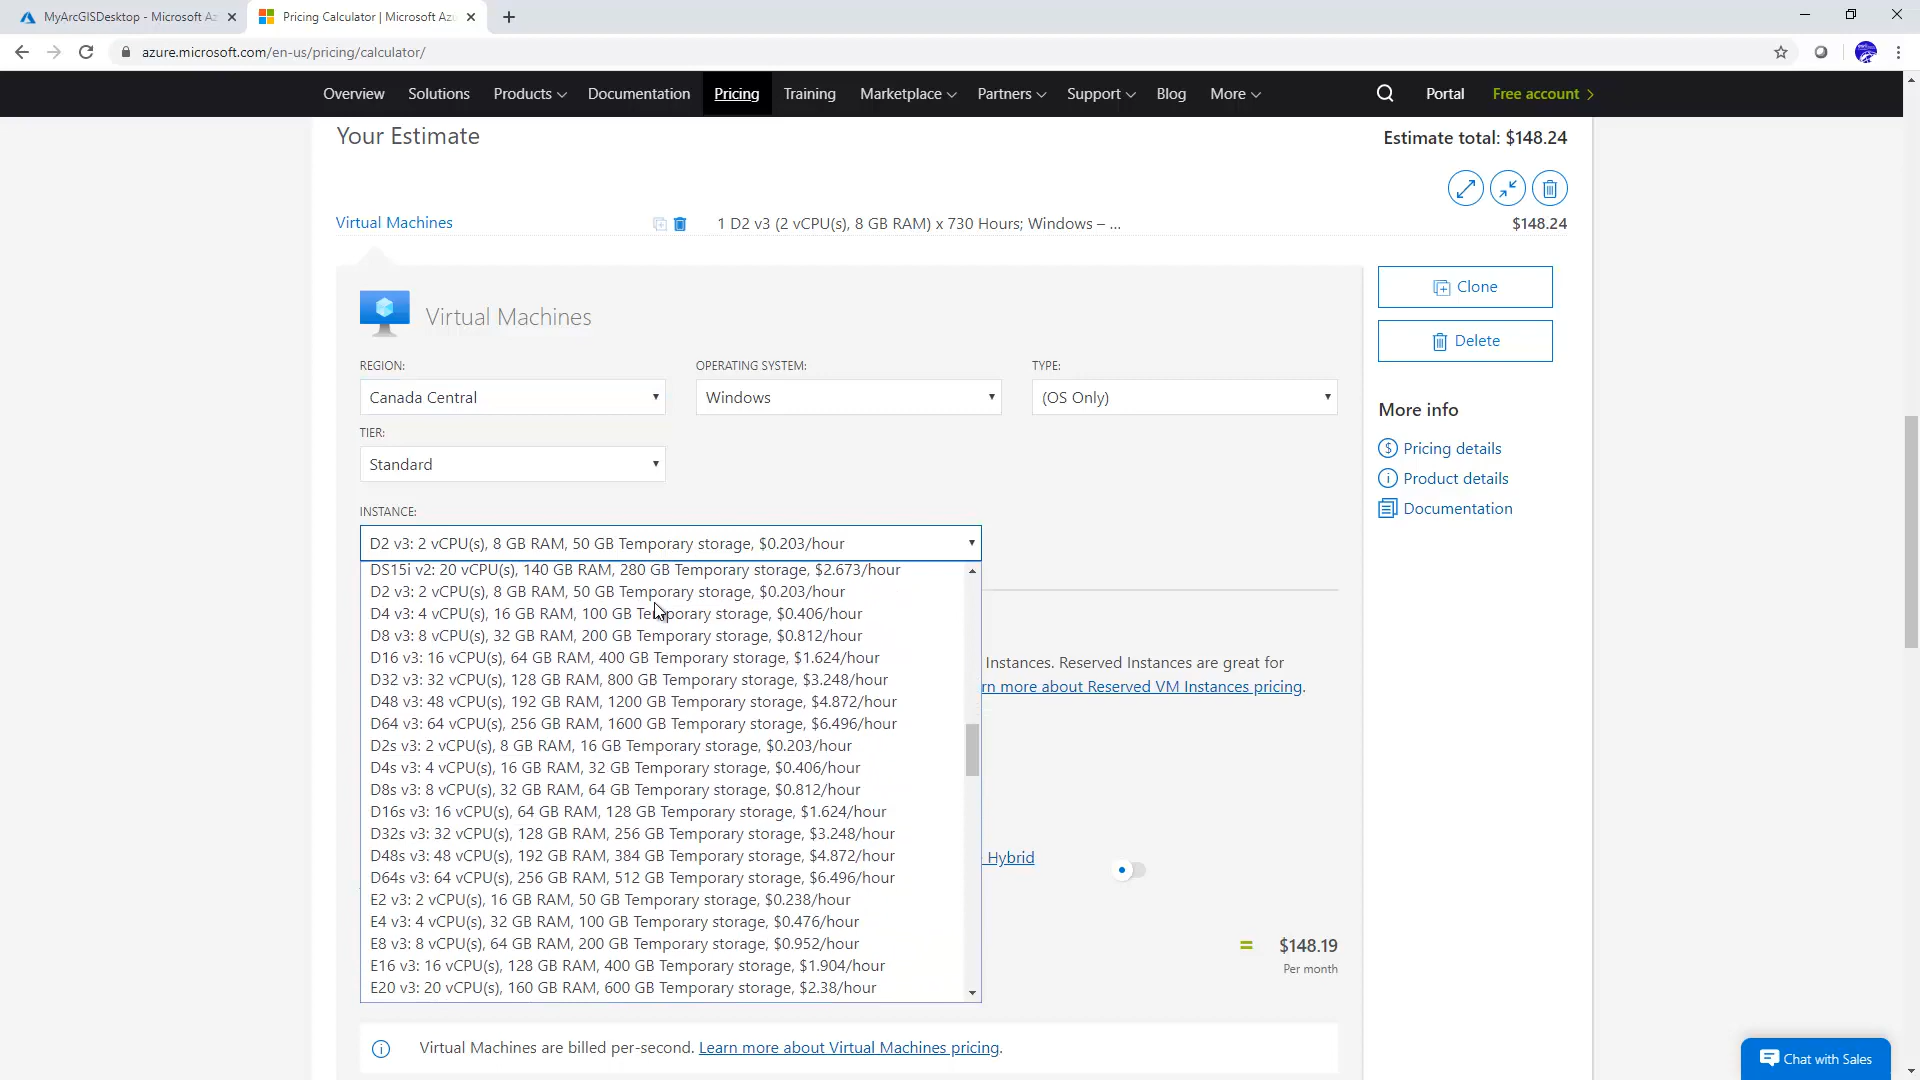 MyArcGISDesktop - Microsoft Az
Pricing Calculator | Microsoft Az
azure.microsoft.com/en-us/pricing/calculator/
Overview
Solutions
Products
Documentation
Pricing
Training
Marketplace
Partners
Support
Blog
More
Portal
Free account
Your Estimate
Estimate total: $148.24
Virtual Machines
1 D2 v3 (2 vCPU(s), 8 GB RAM) x 730 Hours; Windows – ...
$148.24
Virtual Machines
Clone
Delete
REGION:
OPERATING SYSTEM:
TYPE:
Canada Central
Windows
(OS Only)
TIER:
Standard
More info
Pricing details
Product details
Documentation
INSTANCE:
D2 v3: 2 vCPU(s), 8 GB RAM, 50 GB Temporary storage, $0.203/hour
DS15i v2: 20 vCPU(s), 140 GB RAM, 280 GB Temporary storage, $2.673/hour
D2 v3: 2 vCPU(s), 8 GB RAM, 50 GB Temporary storage, $0.203/hour
D4 v3: 4 vCPU(s), 16 GB RAM, 100 GB Temporary storage, $0.406/hour
D8 v3: 8 vCPU(s), 32 GB RAM, 200 GB Temporary storage, $0.812/hour
D16 v3: 16 vCPU(s), 64 GB RAM, 400 GB Temporary storage, $1.624/hour
D32 v3: 32 vCPU(s), 128 GB RAM, 800 GB Temporary storage, $3.248/hour
D48 v3: 48 vCPU(s), 192 GB RAM, 1200 GB Temporary storage, $4.872/hour
D64 v3: 64 vCPU(s), 256 GB RAM, 1600 GB Temporary storage, $6.496/hour
D2s v3: 2 vCPU(s), 8 GB RAM, 16 GB Temporary storage, $0.203/hour
D4s v3: 4 vCPU(s), 16 GB RAM, 32 GB Temporary storage, $0.406/hour
D8s v3: 8 vCPU(s), 32 GB RAM, 64 GB Temporary storage, $0.812/hour
D16s v3: 16 vCPU(s), 64 GB RAM, 128 GB Temporary storage, $1.624/hour
D32s v3: 32 vCPU(s), 128 GB RAM, 256 GB Temporary storage, $3.248/hour
D48s v3: 48 vCPU(s), 192 GB RAM, 384 GB Temporary storage, $4.872/hour
D64s v3: 64 vCPU(s), 256 GB RAM, 512 GB Temporary storage, $6.496/hour
E2 v3: 2 vCPU(s), 16 GB RAM, 50 GB Temporary storage, $0.238/hour
E4 v3: 4 vCPU(s), 32 GB RAM, 100 GB Temporary storage, $0.476/hour
E8 v3: 8 vCPU(s), 64 GB RAM, 200 GB Temporary storage, $0.952/hour
E16 v3: 16 vCPU(s), 128 GB RAM, 400 GB Temporary storage, $1.904/hour
E20 v3: 20 vCPU(s), 160 GB RAM, 600 GB Temporary storage, $2.38/hour
Instances. Reserved Instances are great for
rn more about Reserved VM Instances pricing.
Hybrid
= $148.19
Per month
Virtual Machines are billed per-second. Learn more about Virtual Machines pricing.
Chat with Sales